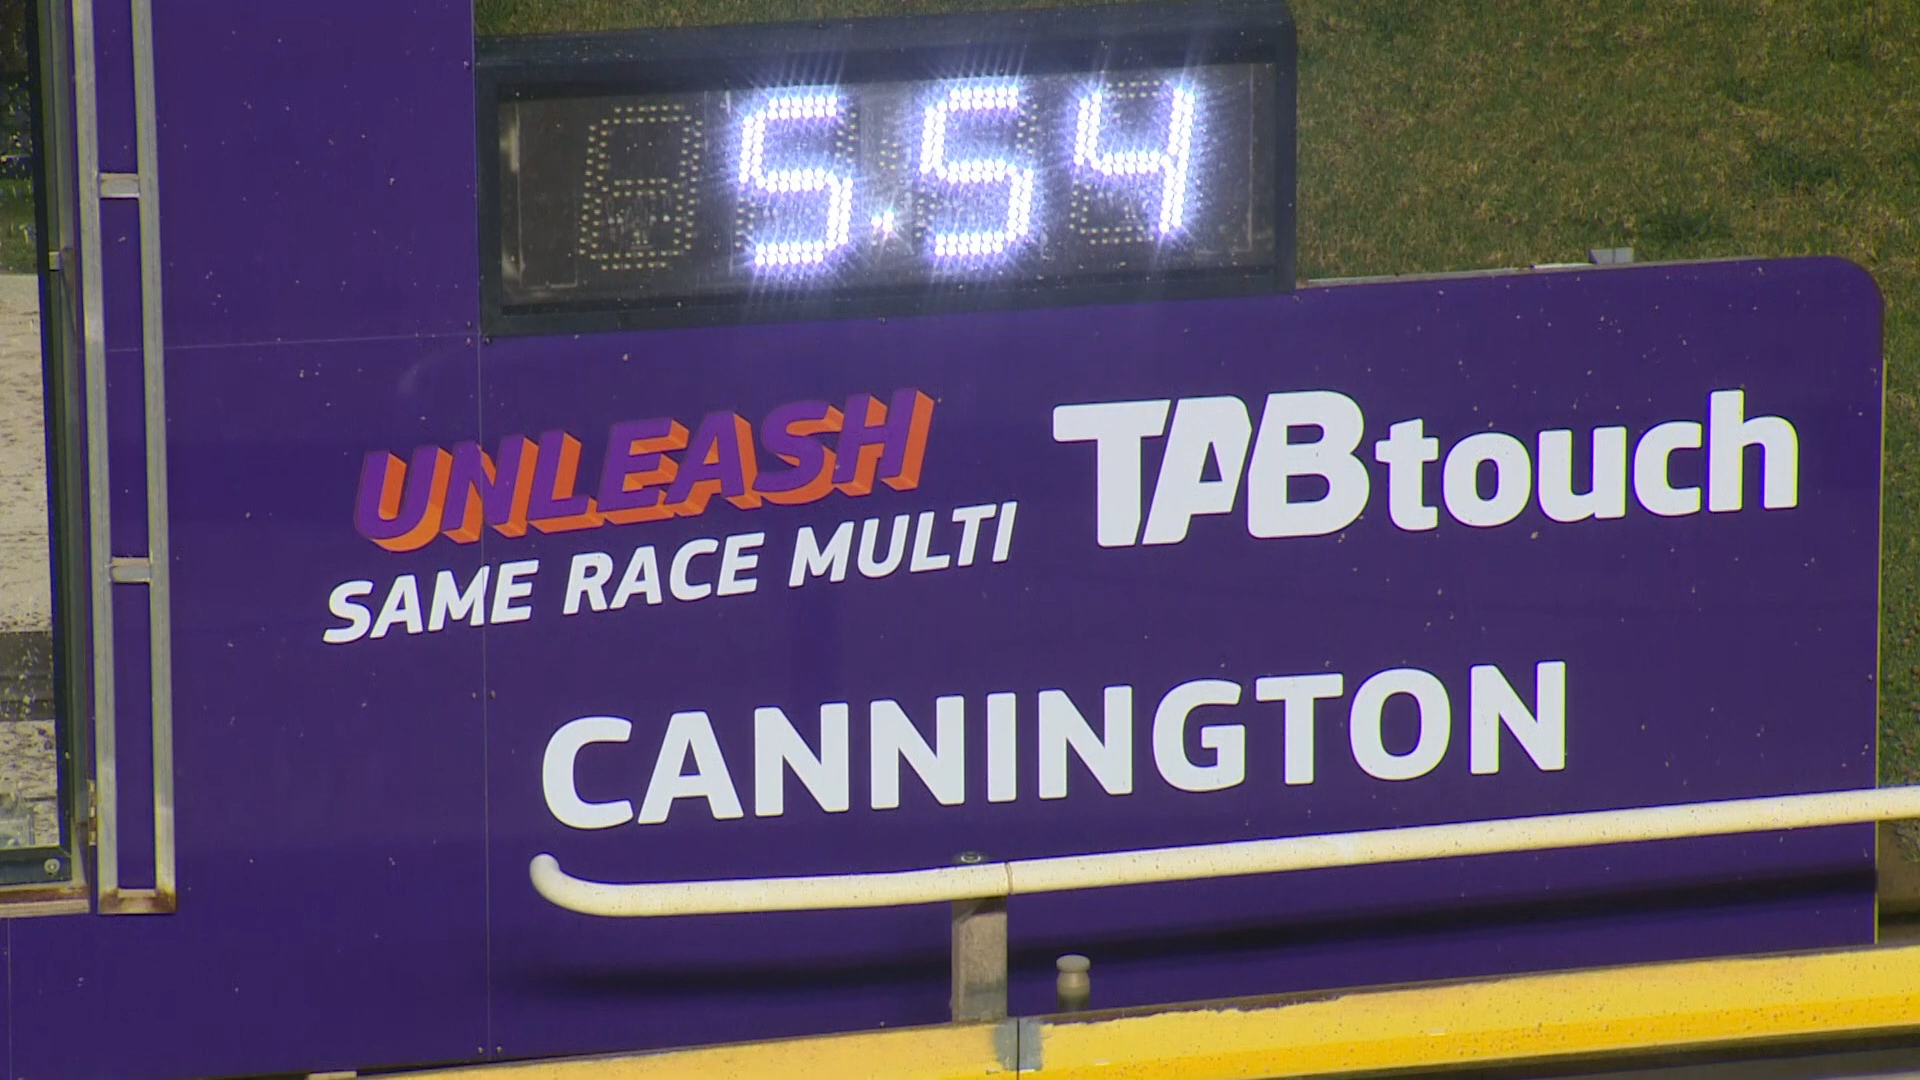 5.54
UNLEASH
SAME RACE MULTI
TABtouch
CANNINGTON